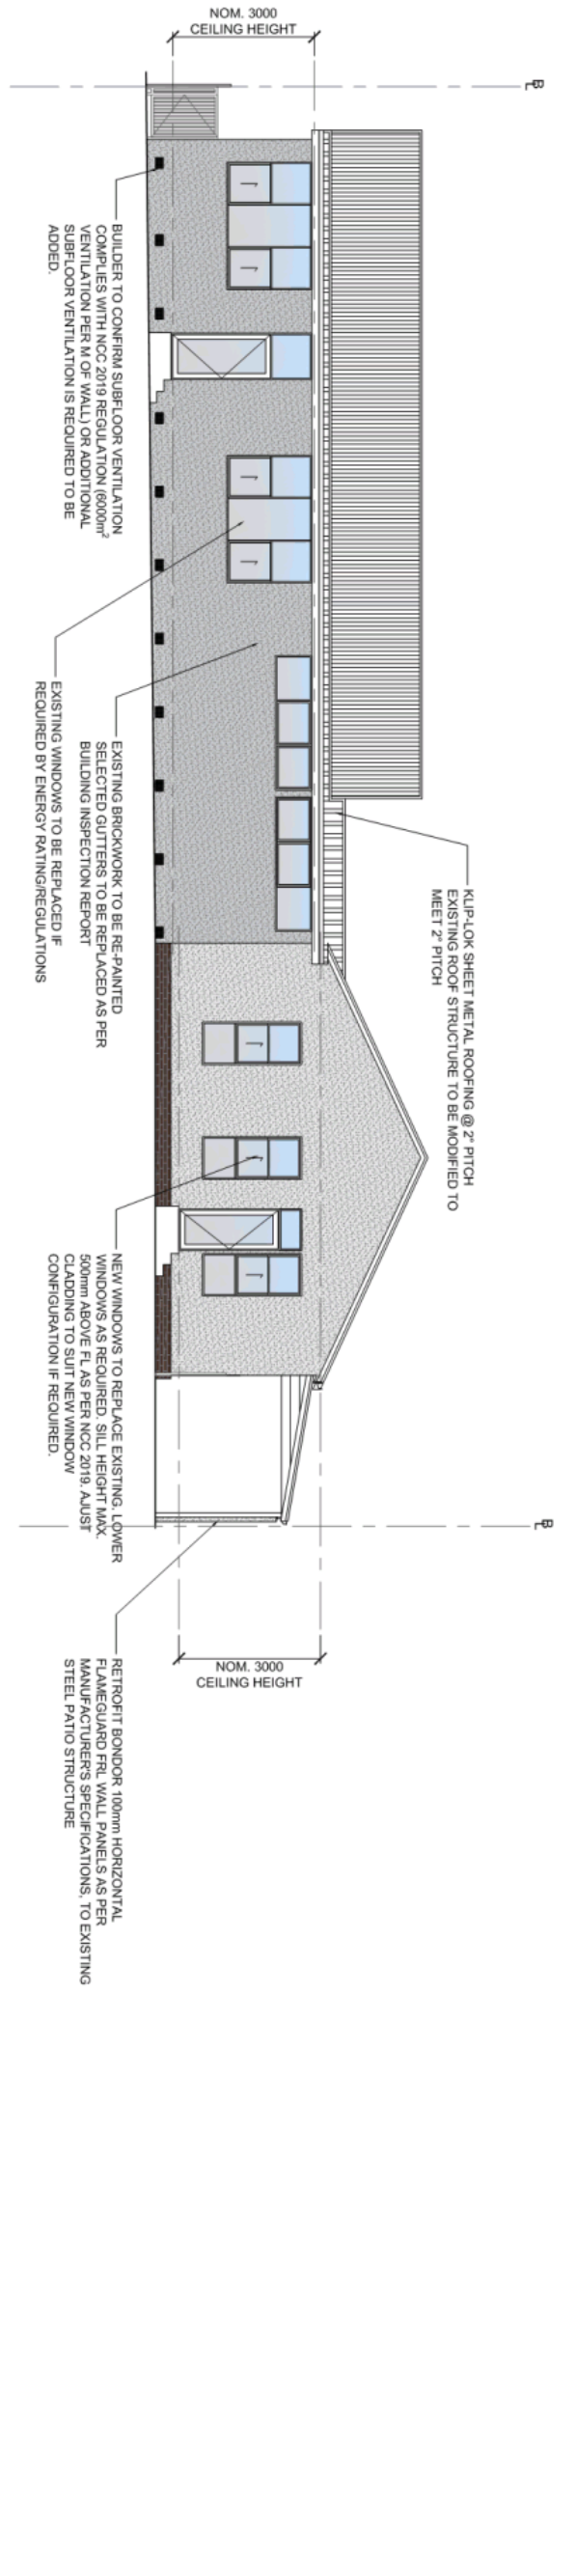 NOM. 3000
CEILING HEIGHT
BL
BUILDER TO CONFIRM SUBFLOOR VENTILATION
COMPLIES WITH NCC 2019 REGULATION (6000m²
VENTILATION PER M OF WALL) OR ADDITIONAL
SUBFLOOR VENTILATION IS REQUIRED TO BE
ADDED.
EXISTING WINDOWS TO BE REPLACED IF
REQUIRED BY ENERGY RATING/REGULATIONS
EXISTING BRICKWORK TO BE RE-PAINTED
SELECTED GUTTERS TO BE REPLACED AS PER
BUILDING INSPECTION REPORT
KLIP-LOK SHEET METAL ROOFING @ 2° PITCH
EXISTING ROOF STRUCTURE TO BE MODIFIED TO
MEET 2° PITCH
NEW WINDOWS TO REPLACE EXISTING. LOWER
WINDOWS AS REQUIRED. SILL HEIGHT MAX.
500mm ABOVE FL AS PER NCC 2019. AJUST
CLADDING TO SUIT NEW WINDOW
CONFIGURATION IF REQUIRED.
BL
RETROFIT BONDOR 100mm HORIZONTAL
FLAMEGUARD FRL WALL PANELS AS PER
MANUFACTURER'S SPECIFICATIONS, TO EXISTING
STEEL PATIO STRUCTURE
NOM. 3000
CEILING HEIGHT